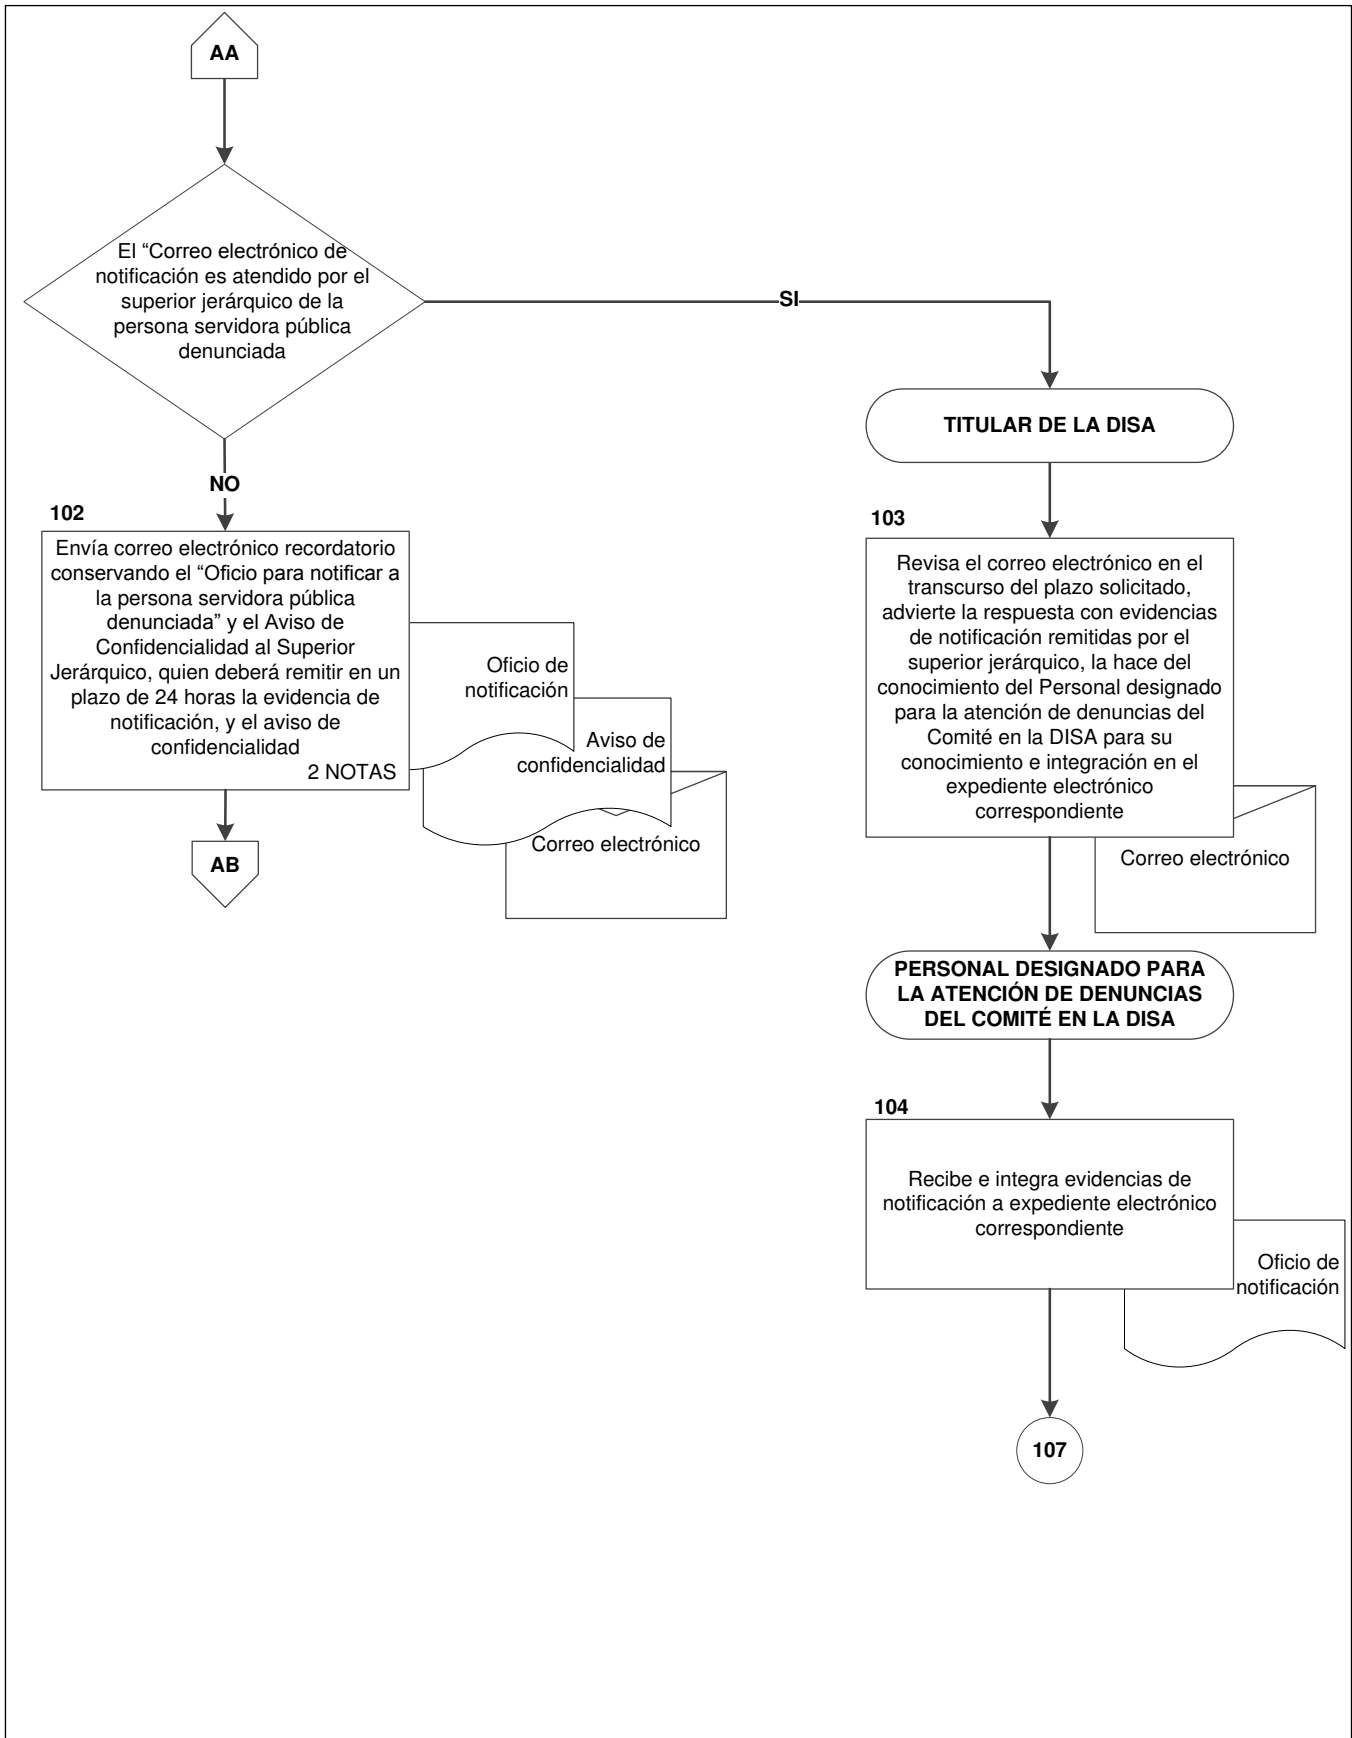 AA
El “Correo electrónico de
notificación es atendido por el
superior jerárquico de la
persona servidora pública
denunciada
SI
NO
102
Envía correo electrónico recordatorio
conservando el “Oficio para notificar a
la persona servidora pública
denunciada” y el Aviso de
Confidencialidad al Superior
Jerárquico, quien deberá remitir en un
plazo de 24 horas la evidencia de
notificación, y el aviso de
confidencialidad
2 NOTAS
Oficio de
notificación
Aviso de
confidencialidad
Correo electrónico
AB
TITULAR DE LA DISA
103
Revisa el correo electrónico en el
transcurso del plazo solicitado,
advierte la respuesta con evidencias
de notificación remitidas por el
superior jerárquico, la hace del
conocimiento del Personal designado
para la atención de denuncias del
Comité en la DISA para su
conocimiento e integración en el
expediente electrónico
correspondiente
Correo electrónico
PERSONAL DESIGNADO PARA
LA ATENCIÓN DE DENUNCIAS
DEL COMITÉ EN LA DISA
104
Recibe e integra evidencias de
notificación a expediente electrónico
correspondiente
Oficio de
notificación
107